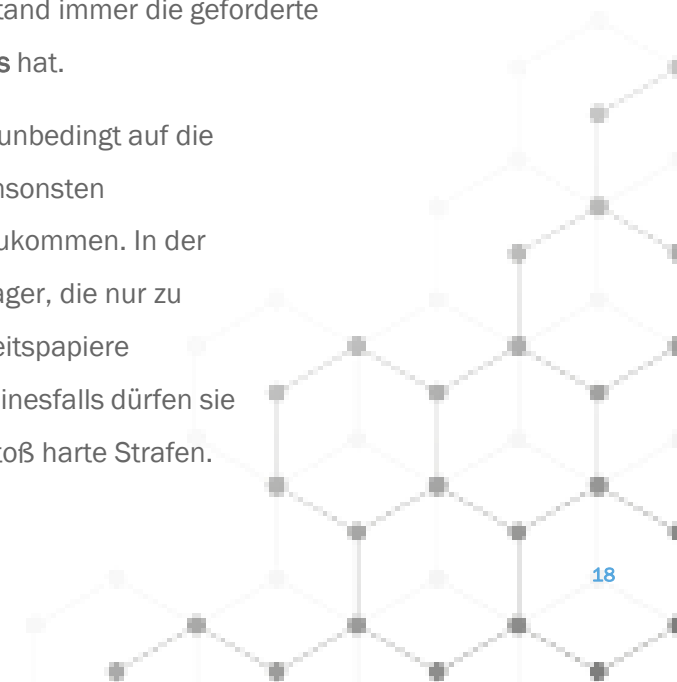 tand immer die geforderte
s hat.
unbedingt auf die
nsonsten
ukommen. In der
ager, die nur zu
eitspapiere
inesfalls dürfen sie
toß harte Strafen.
18